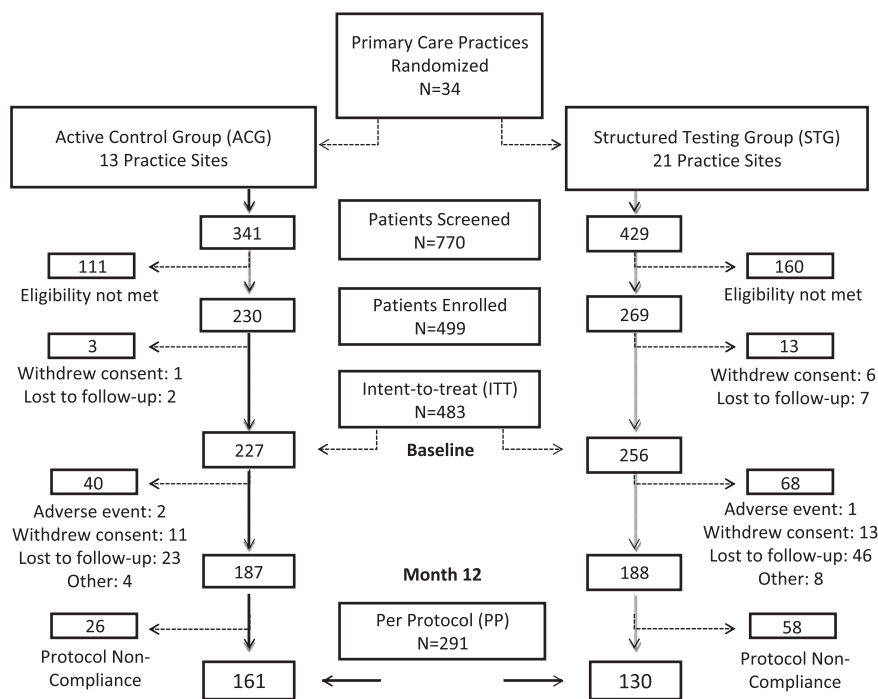 Primary Care Practices
Randomized
N=34
Active Control Group (ACG)
13 Practice Sites
Structured Testing Group (STG)
21 Practice Sites
341
Patients Screened
N=770
429
111
Eligibility not met
160
Eligibility not met
230
Patients Enrolled
N=499
269
3
Withdrew consent: 1
Lost to follow-up: 2
13
Withdrew consent: 6
Lost to follow-up: 7
Intent-to-treat (ITT)
N=483
227
Baseline
256
40
Adverse event: 2
Withdrew consent: 11
Lost to follow-up: 23
Other: 4
68
Adverse event: 1
Withdrew consent: 13
Lost to follow-up: 46
Other: 8
187
Month 12
188
26
Protocol Non-
Compliance
Per Protocol (PP)
N=291
58
Protocol Non-
Compliance
161
130